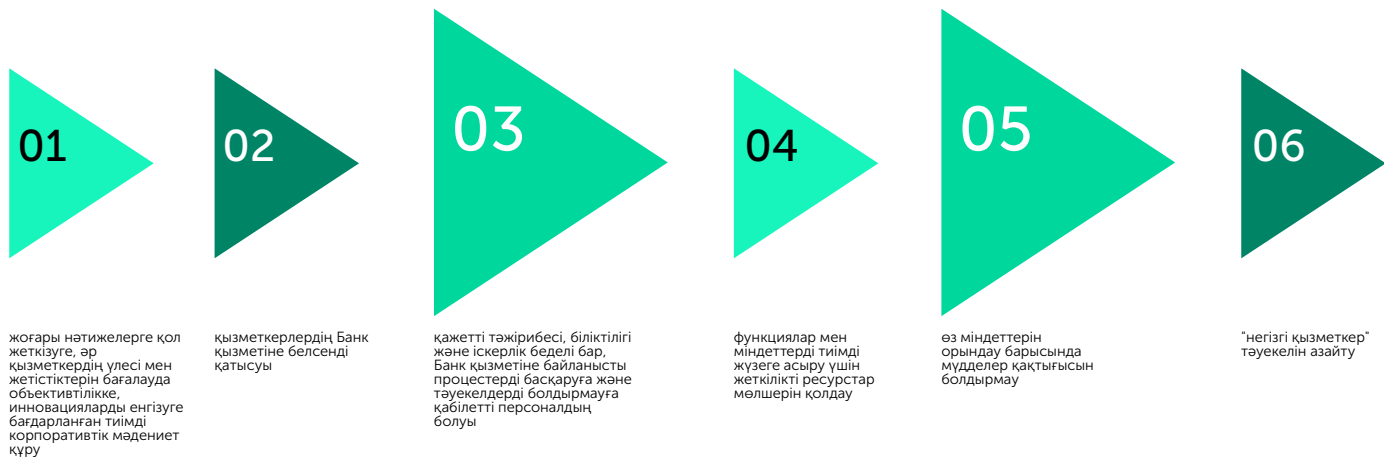 01
жоғары нәтижелерге қол
жеткізуге, әр
қызметкердің үлесі мен
жетістіктерін бағалауда
объективтілікке,
инновацияларды енгізуге
бағдарланған тиімді
корпоративтік мәдениет
құру
02
қызметкерлердің Банк
қызметіне белсенді
қатысуы
03
қажетті тәжірибесі, біліктілігі
және іскерлік беделі бар,
Банк қызметіне байланысты
процестерді басқаруға және
тәуекелдерді болдырмауға
қабілетті персоналдың
болуы
04
функциялар мен
міндеттерді тиімді
жүзеге асыру үшін
жеткілікті ресурстар
мөлшерін қолдау
05
өз міндеттерін
орындау барысында
мүдделер қақтығысын
болдырмау
06
"негізгі қызметкер"
тәуекелін азайту